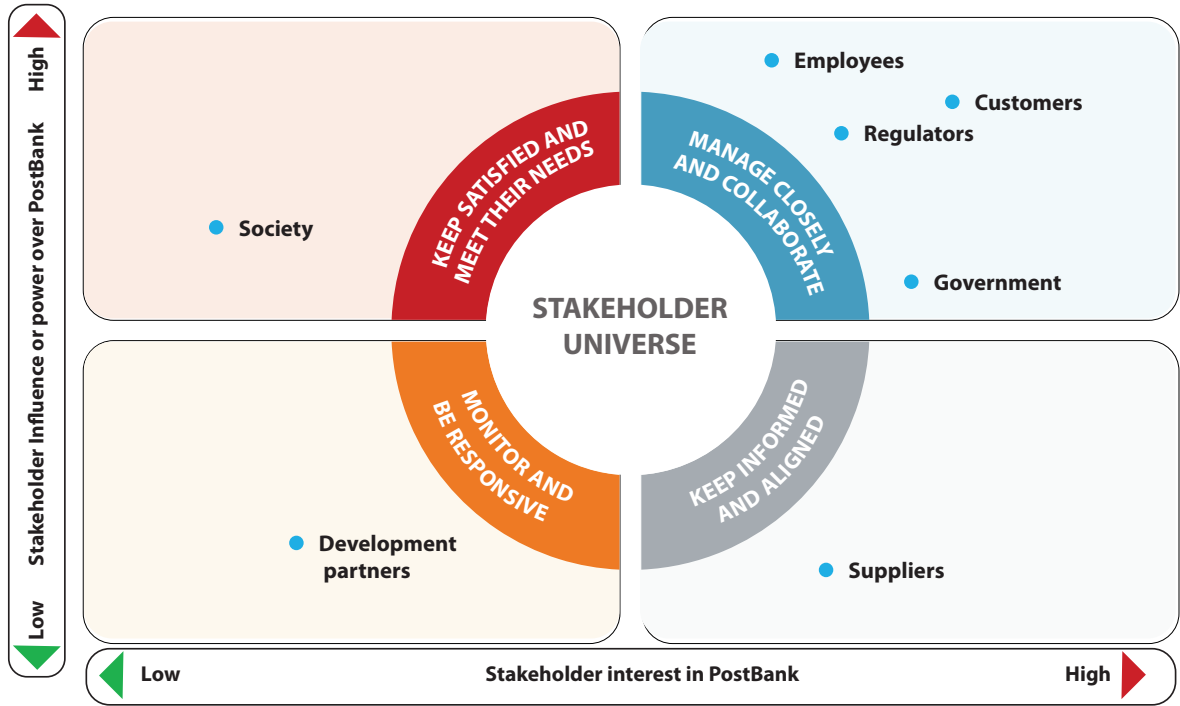 High
Stakeholder Influence or power over PostBank
Low
Employees
Customers
Regulators
Society
Government
KEEP SATISFIED AND
MEET THEIR NEEDS
MANAGE CLOSELY
AND COLLABORATE
STAKEHOLDER
UNIVERSE
MONITOR AND
BE RESPONSIVE
KEEP INFORMED
AND ALIGNED
Development
partners
Suppliers
Low
Stakeholder interest in PostBank
High